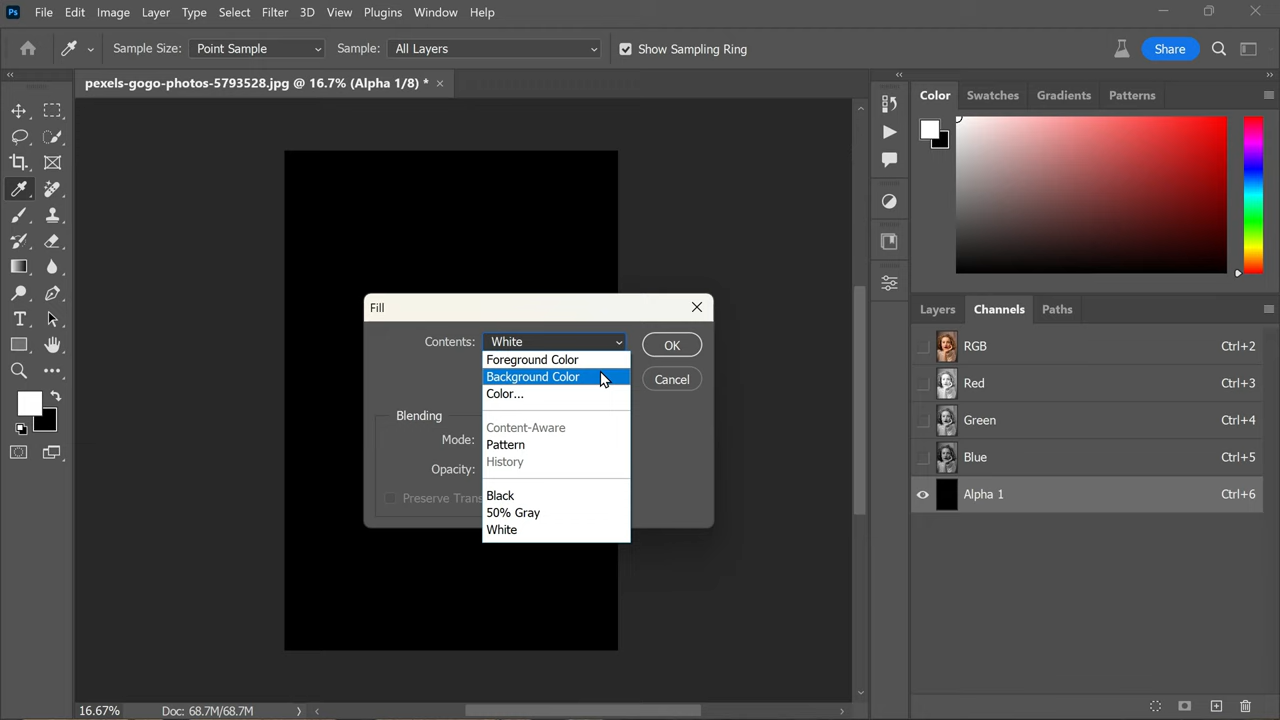 Ps File Edit Image Layer Type Select Filter 3D View Plugins Window Help
Sample Size: Point Sample Sample: All Layers Show Sampling Ring Share
pexels-gogo-photos-5793528.jpg @ 16.7% (Alpha 1/8) * ×
Color Swatches Gradients Patterns
Fill
Layers Channels Paths
Contents: White OK
RGB Ctrl+2
Foreground Color
Background Color Cancel
Red Ctrl+3
Color...
Blending
Content-Aware
Green Ctrl+4
Mode: Pattern
Opacity: History
Blue Ctrl+5
Preserve Trans Black
Alpha 1 Ctrl+6
50% Gray
White
16.67% Doc: 68.7M/68.7M